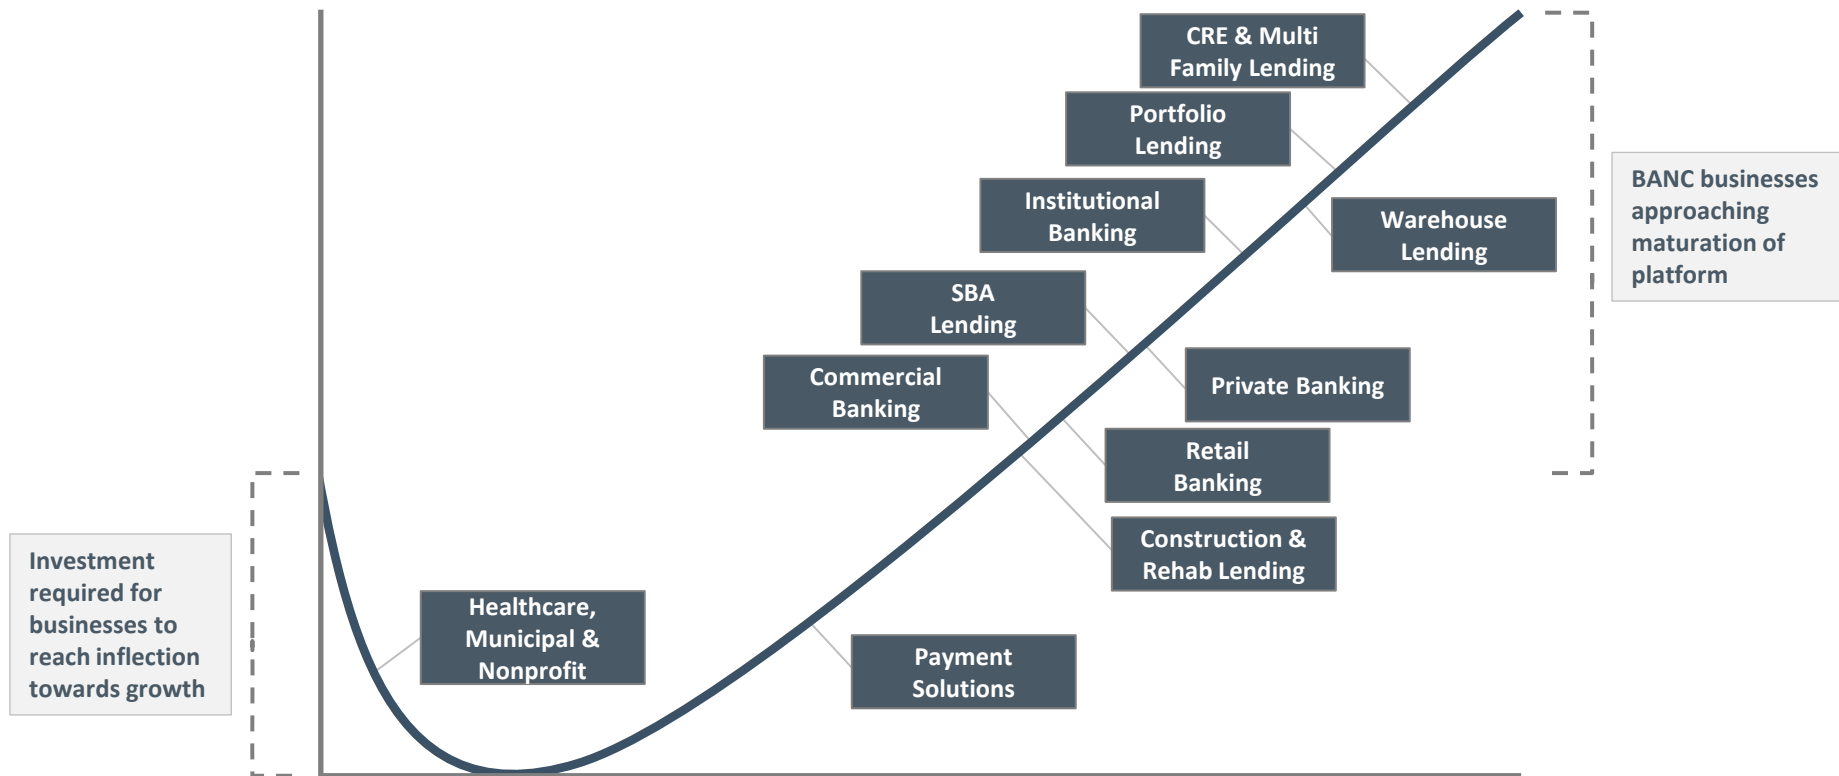 CRE & Multi
Family Lending
Portfolio
Lending
Institutional
Banking
Warehouse
Lending
BANC businesses
approaching
maturation of
platform
SBA
Lending
Commercial
Banking
Private Banking
Retail
Banking
Construction &
Rehab Lending
Investment
required for
businesses to
reach inflection
towards growth
Healthcare,
Municipal &
Nonprofit
Payment
Solutions